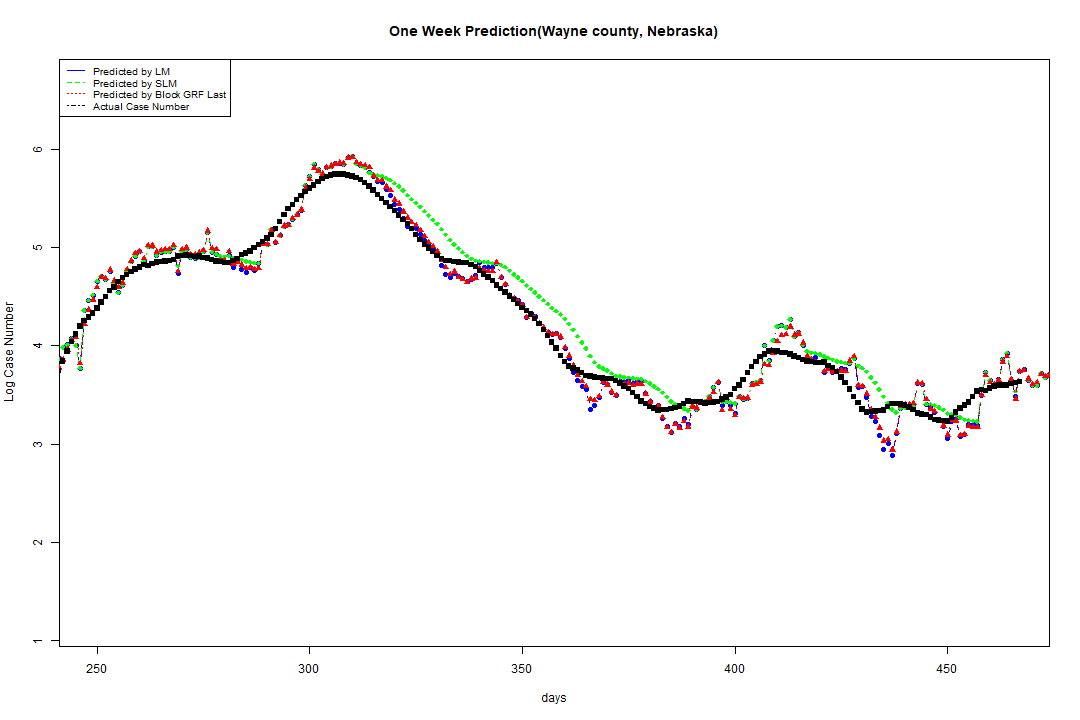 One Week Prediction(Wayne county, Nebraska)
Predicted by LM
Predicted by SLM
Predicted by Block GRF Last
Actual Case Number
6
5
4
3
2
1
Log Case Number
250 300 350 400 450
days